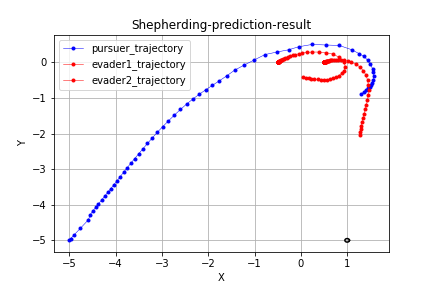 Shepherding-prediction-result
pursuer_trajectory
evader1_trajectory
evader2_trajectory
Y
0
−1
−2
−3
−4
−5
−5
−4
−3
−2
−1
0
1
X